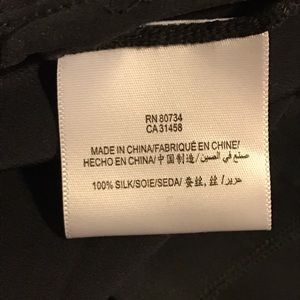 RN 80734
CA 31458
MADE IN CHINA/FABRIQUÉ EN CHINE/
HECHO EN CHINA/中国制造/صنع في الصين
100% SILK/SOIE/SEDA/蚕丝, 丝/حرير